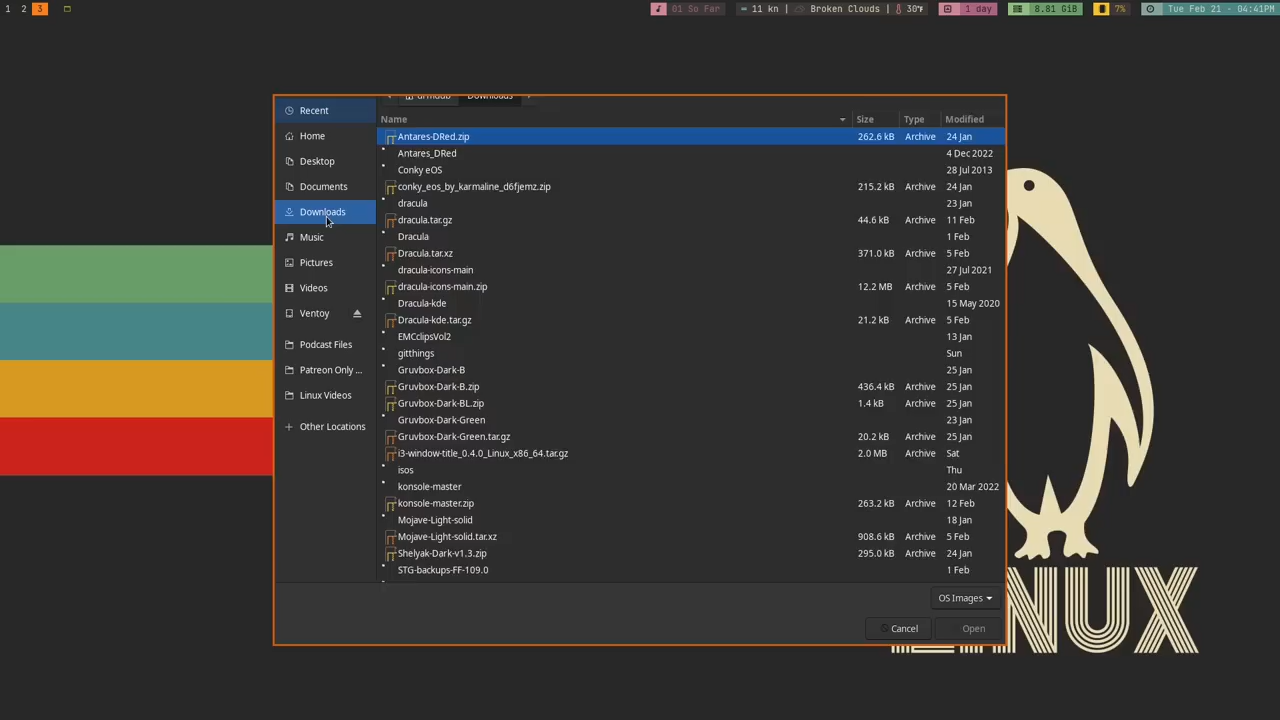 1 2 3 01 So Far = 11 kn | Broken Clouds | 30°F 1 day 8.81 GiB 7% Tue Feb 21 - 04:41PM
Downloads
Recent
Home
Desktop
Documents
Downloads
Music
Pictures
Videos
Ventoy
Podcast Files
Patreon Only ...
Linux Videos
Other Locations
Name Size Type Modified
Antares-DRed.zip 262.6 kB Archive 24 Jan
Antares_DRed 4 Dec 2022
Conky eOS 28 Jul 2013
conky_eos_by_karmaline_d6fjemz.zip 215.2 kB Archive 24 Jan
dracula 23 Jan
dracula.tar.gz 44.6 kB Archive 11 Feb
Dracula 1 Feb
Dracula.tar.xz 371.0 kB Archive 5 Feb
dracula-icons-main 27 Jul 2021
dracula-icons-main.zip 12.2 MB Archive 5 Feb
Dracula-kde 15 May 2020
Dracula-kde.tar.gz 21.2 kB Archive 5 Feb
EMCclipsVol2 13 Jan
gitthings Sun
Gruvbox-Dark-B 25 Jan
Gruvbox-Dark-B.zip 436.4 kB Archive 25 Jan
Gruvbox-Dark-BL.zip 1.4 kB Archive 25 Jan
Gruvbox-Dark-Green 23 Jan
Gruvbox-Dark-Green.tar.gz 20.2 kB Archive 25 Jan
i3-window-title_0.4.0_Linux_x86_64.tar.gz 2.0 MB Archive Sat
isos Thu
konsole-master 20 Mar 2022
konsole-master.zip 263.2 kB Archive 12 Feb
Mojave-Light-solid 18 Jan
Mojave-Light-solid.tar.xz 908.6 kB Archive 5 Feb
Shelyak-Dark-v1.3.zip 295.0 kB Archive 24 Jan
STG-backups-FF-109.0 1 Feb
OS Images
Cancel Open
NUX